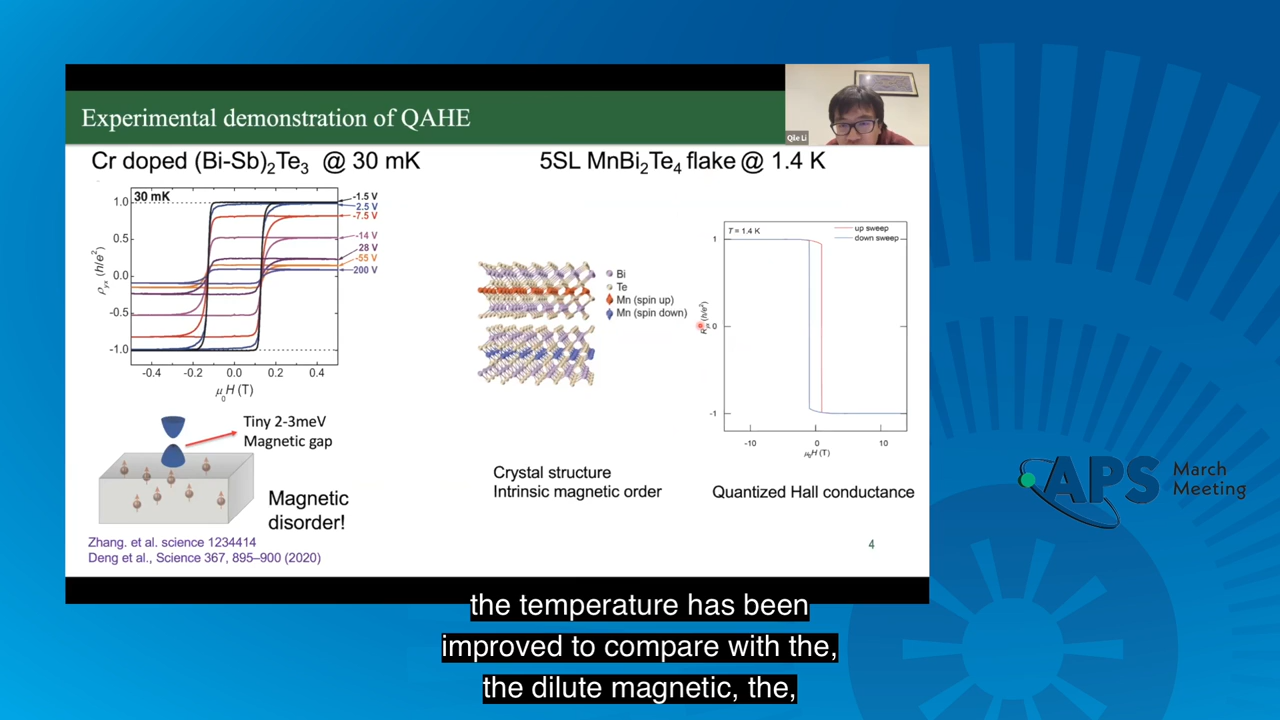 Experimental demonstration of QAHE
Qile Li
Cr doped (Bi-Sb)₂Te₃ @ 30 mK
30 mK
1.0
0.5
0.0
-0.5
-1.0
ρyx (h/e²)
-0.4 -0.2 0.0 0.2 0.4
μ₀H (T)
-1.5 V
2.5 V
-7.5 V
-14 V
28 V
-55 V
200 V
Tiny 2-3meV
Magnetic gap
Magnetic
disorder!
Zhang. et al. science 1234414
Deng et al., Science 367, 895–900 (2020)
5SL MnBi₂Te₄ flake @ 1.4 K
Bi
Te
Mn (spin up)
Mn (spin down)
Crystal structure
Intrinsic magnetic order
T = 1.4 K
up sweep
down sweep
1
0
-1
Ryx (h/e²)
-10 0 10
μ₀H (T)
Quantized Hall conductance
4
APS
March
Meeting
the temperature has been
improved to compare with the,
the dilute magnetic, the,